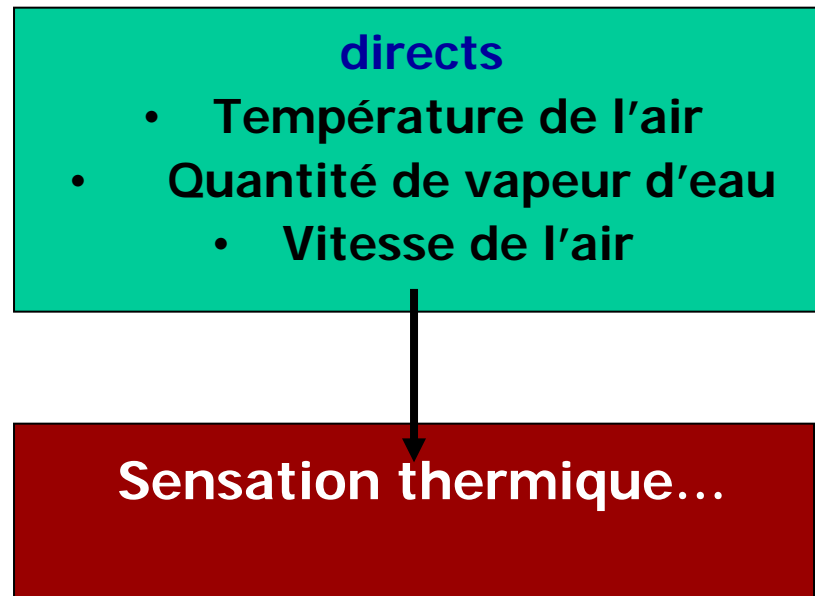 directs
• Température de l’air
• Quantité de vapeur d’eau
• Vitesse de l’air
Sensation thermique…